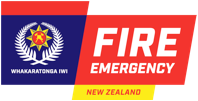 WHAKARATONGA IWI
FIRE
EMERGENCY
NEW ZEALAND